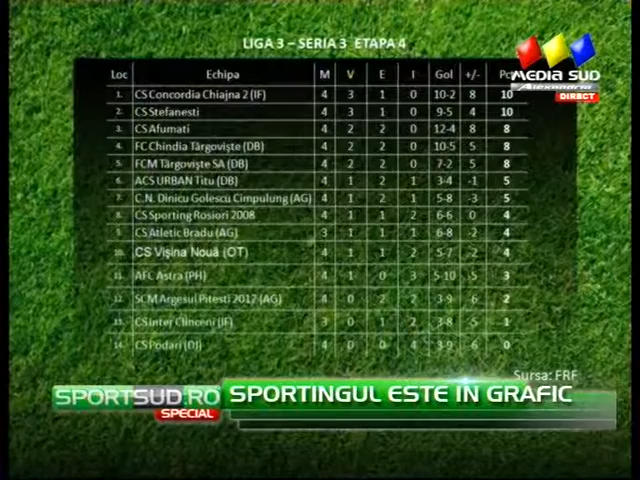 LIGA 3 – SERIA 3 ETAPA 4
MEDIA SUD
Alexandria
DIRECT
Loc Echipa M V E I Gol +/- Pct
1. CS Concordia Chiajna 2 (IF) 4 3 1 0 10-2 8 10
2. CS Stefanesti 4 3 1 0 9-5 4 10
3. CS Afumati 4 2 2 0 12-4 8 8
4. FC Chindia Târgovişte (DB) 4 2 2 0 10-5 5 8
5. FCM Târgovişte SA (DB) 4 2 2 0 7-2 5 8
6. ACS URBAN Titu (DB) 4 1 2 1 3-4 -1 5
7. C.N. Dinicu Golescu Cimpulung (AG) 4 1 2 1 5-8 -3 5
8. CS Sporting Rosiori 2008 4 1 1 2 6-6 0 4
9. CS Atletic Bradu (AG) 3 1 1 1 6-8 -2 4
10. CS Vişina Nouă (OT) 4 1 1 2 5-7 2 4
11. AFC Astra (PH) 4 1 0 3 5-10 5 3
12. SCM Argesul Pitesti 2012 (AG) 4 0 2 2 3-9 6 2
13. CS Inter Clinceni (IF) 3 0 1 2 3-8 5 1
14. CS Podari (DJ) 4 0 0 4 3-9 6 0
Sursa: FRF
SPORTSUD.RO
SPECIAL
SPORTINGUL ESTE IN GRAFIC